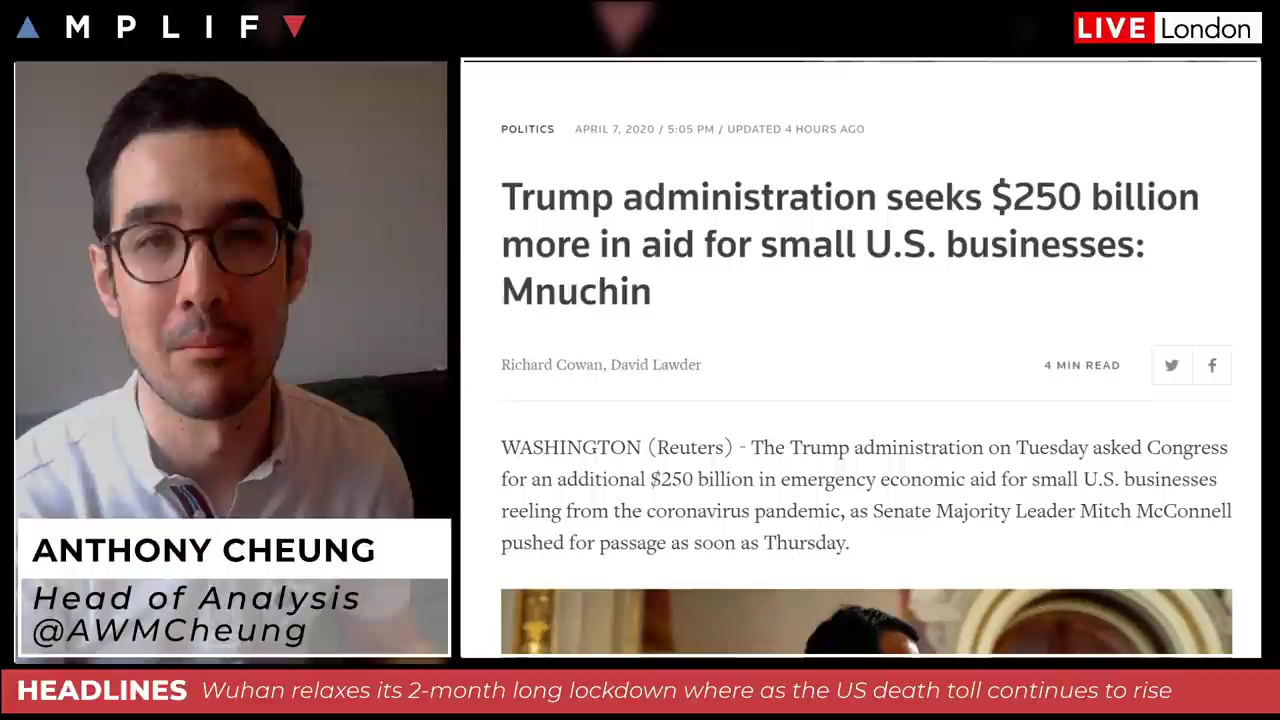 ▲ M P L I F ▼
LIVE London
POLITICS APRIL 7, 2020 / 5:05 PM / UPDATED 4 HOURS AGO
Trump administration seeks $250 billion
more in aid for small U.S. businesses:
Mnuchin
Richard Cowan, David Lawder
4 MIN READ
WASHINGTON (Reuters) - The Trump administration on Tuesday asked Congress
for an additional $250 billion in emergency economic aid for small U.S. businesses
reeling from the coronavirus pandemic, as Senate Majority Leader Mitch McConnell
pushed for passage as soon as Thursday.
ANTHONY CHEUNG
Head of Analysis
@AWMCheung
HEADLINES Wuhan relaxes its 2-month long lockdown where as the US death toll continues to rise